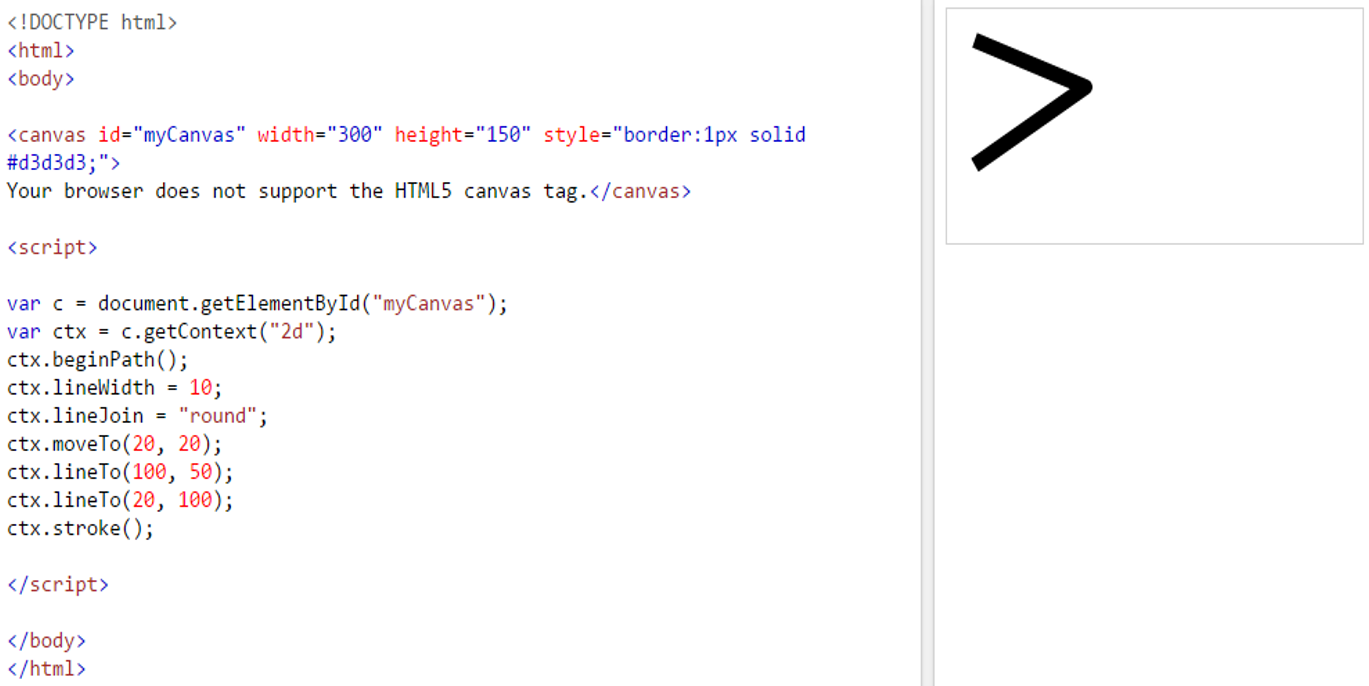 <!DOCTYPE html>
<html>
<body>
<canvas id="myCanvas" width="300" height="150" style="border:1px solid
#d3d3d3;">
Your browser does not support the HTML5 canvas tag.</canvas>
<script>
var c = document.getElementById("myCanvas");
var ctx = c.getContext("2d");
ctx.beginPath();
ctx.lineWidth = 10;
ctx.lineJoin = "round";
ctx.moveTo(20, 20);
ctx.lineTo(100, 50);
ctx.lineTo(20, 100);
ctx.stroke();
</script>
</body>
</html>